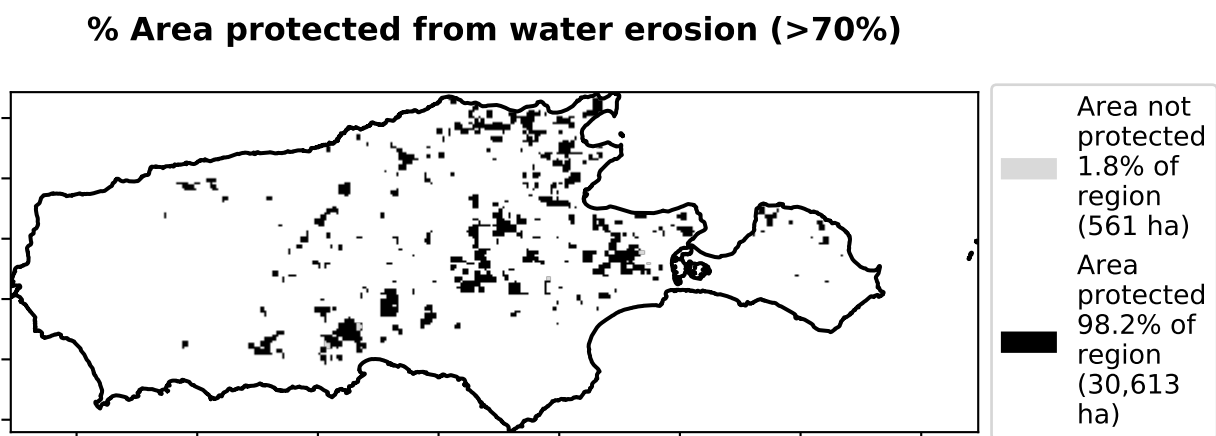 % Area protected from water erosion (>70%)
Area not
protected
1.8% of
region
(561 ha)
Area
protected
98.2% of
region
(30,613
ha)